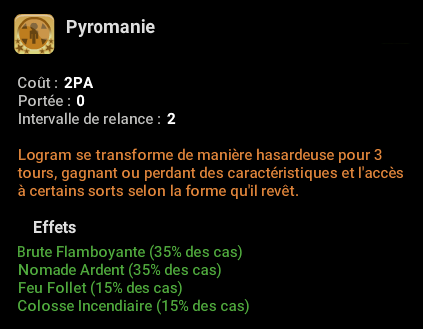 Pyromanie
Coût : 2PA
Portée : 0
Intervalle de relance : 2
Logram se transforme de manière hasardeuse pour 3
tours, gagnant ou perdant des caractéristiques et l'accès
à certains sorts selon la forme qu'il revêt.
Effets
Brute Flamboyante (35% des cas)
Nomade Ardent (35% des cas)
Feu Follet (15% des cas)
Colosse Incendiaire (15% des cas)